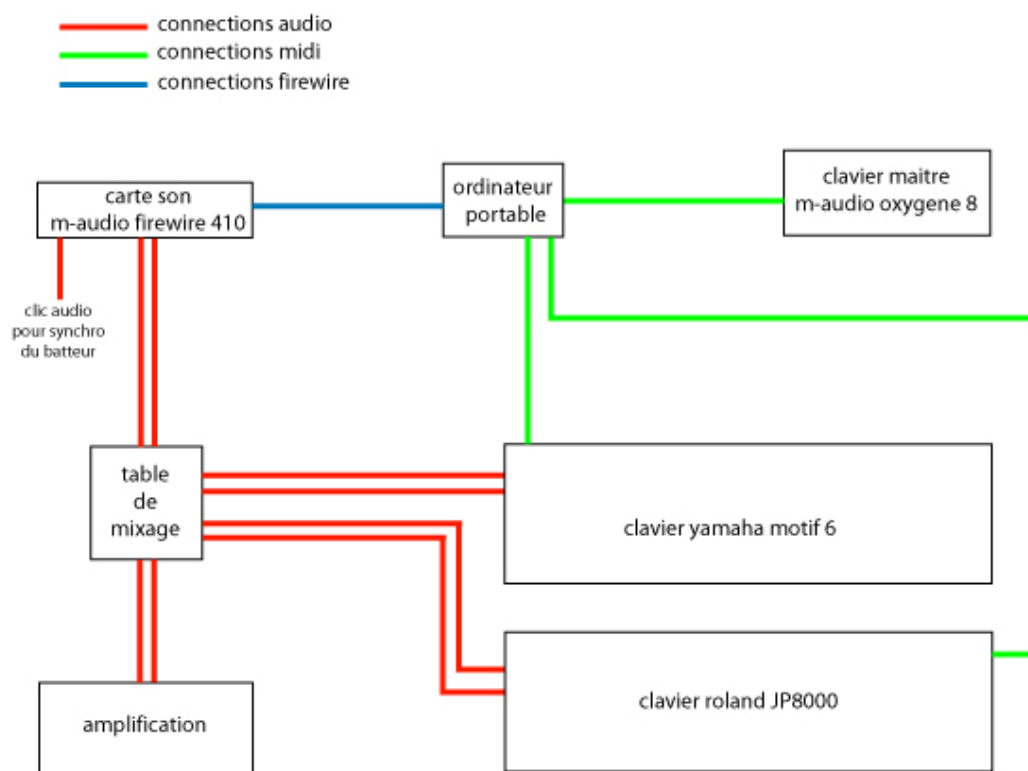 connections audio
connections midi
connections firewire
carte son
m-audio firewire 410
ordinateur
portable
clavier maitre
m-audio oxygene 8
clic audio
pour synchro
du batteur
table
de
mixage
clavier yamaha motif 6
clavier roland JP8000
amplification